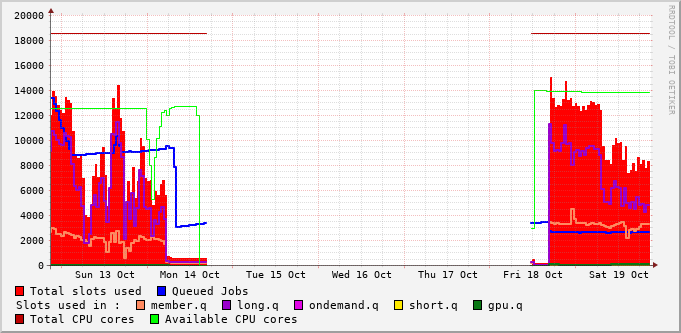 20000
18000
16000
14000
12000
10000
8000
6000
4000
2000
0
Sun 13 Oct Mon 14 Oct Tue 15 Oct Wed 16 Oct Thu 17 Oct Fri 18 Oct Sat 19 Oct
Total slots used Queued Jobs
Slots used in : member.q long.q ondemand.q short.q gpu.q
Total CPU cores Available CPU cores
RRDTOOL / TOBI OETIKER